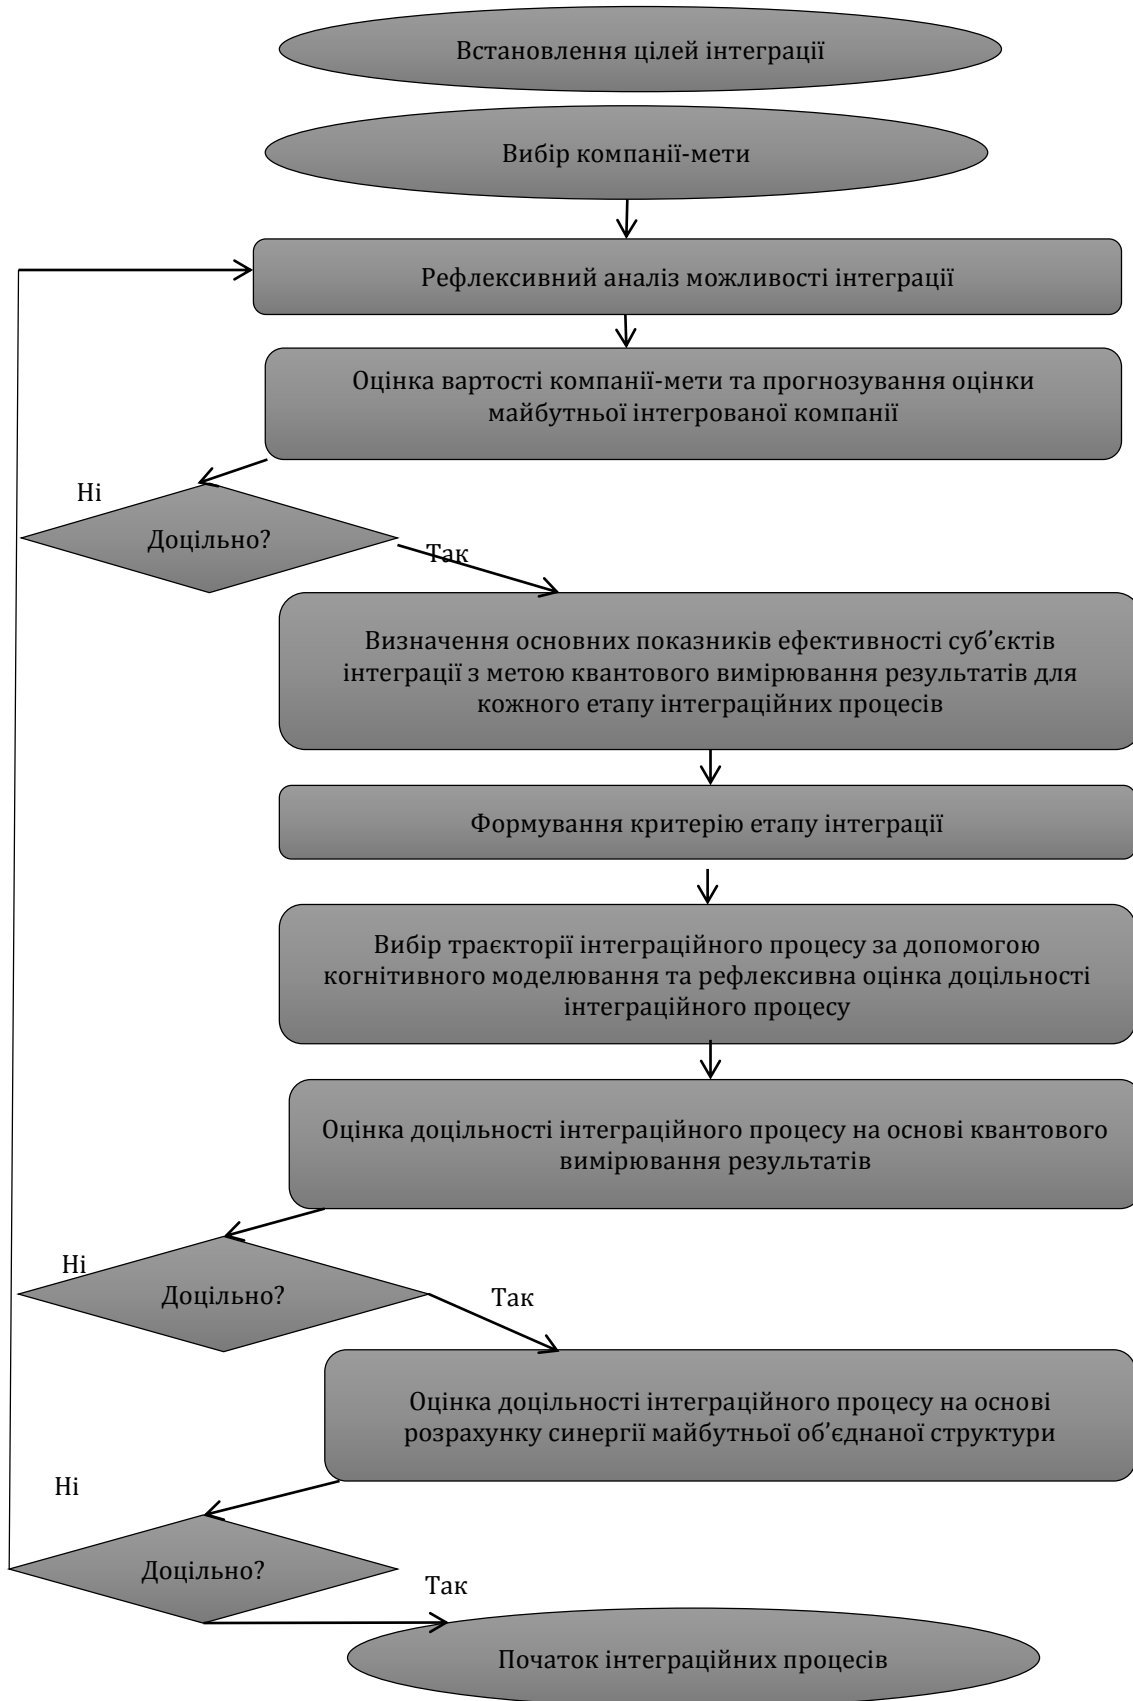 Встановлення цілей інтеграції
Вибір компанії-мети
Рефлексивний аналіз можливості інтеграції
Оцінка вартості компанії-мети та прогнозування оцінки
майбутньої інтегрованої компанії
Ні
Доцільно?
Так
Визначення основних показників ефективності суб’єктів
інтеграції з метою квантового вимірювання результатів для
кожного етапу інтеграційних процесів
Формування критерію етапу інтеграції
Вибір траєкторії інтеграційного процесу за допомогою
когнітивного моделювання та рефлексивна оцінка доцільності
інтеграційного процесу
Оцінка доцільності інтеграційного процесу на основі квантового
вимірювання результатів
Ні
Доцільно?
Так
Оцінка доцільності інтеграційного процесу на основі
розрахунку синергії майбутньої об’єднаної структури
Ні
Доцільно?
Так
Початок інтеграційних процесів